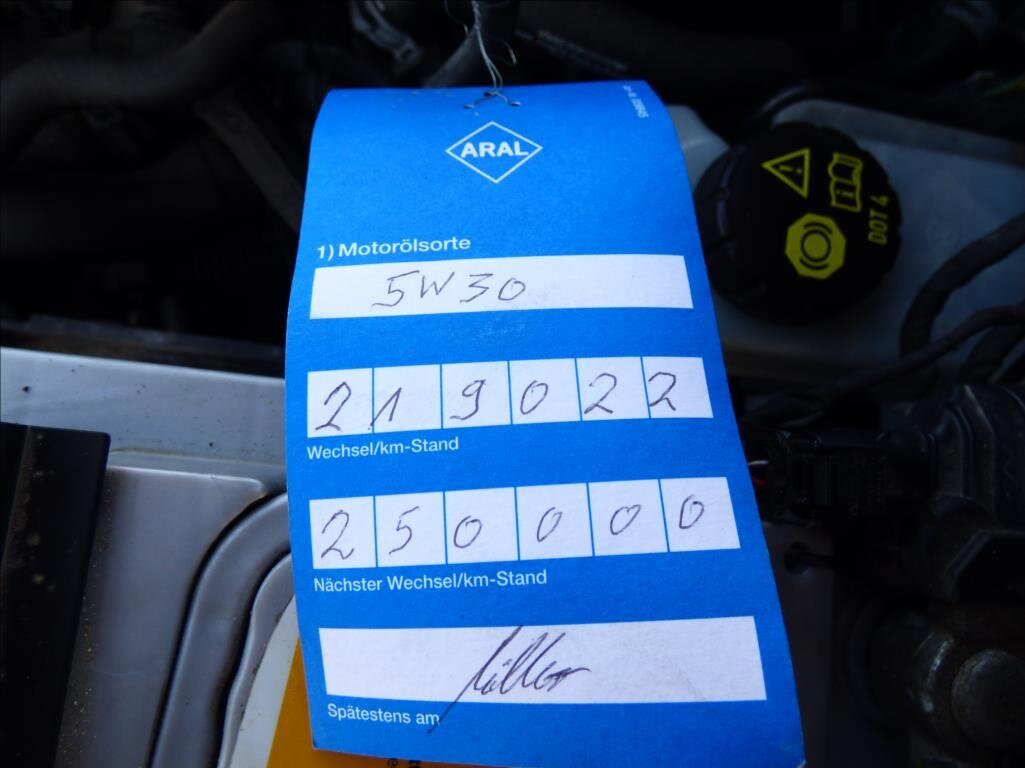 ARAL
1) Motorölsorte
5W30
219022
Wechsel/km-Stand
250000
Nächster Wechsel/km-Stand
Spätestens am
DOT 4